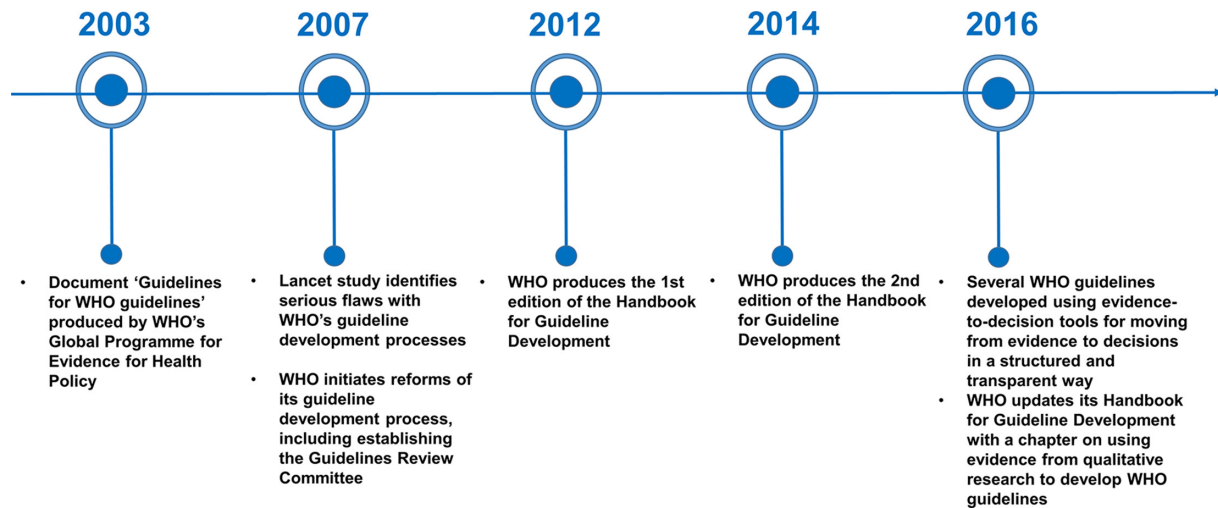 2003
2007
2012
2014
2016
• Document ‘Guidelines
for WHO guidelines’
produced by WHO’s
Global Programme for
Evidence for Health
Policy
• Lancet study identifies
serious flaws with
WHO’s guideline
development processes
• WHO initiates reforms of
its guideline
development process,
including establishing
the Guidelines Review
Committee
• WHO produces the 1st
edition of the Handbook
for Guideline
Development
• WHO produces the 2nd
edition of the Handbook
for Guideline
Development
• Several WHO guidelines
developed using evidence-
to-decision tools for moving
from evidence to decisions
in a structured and
transparent way
• WHO updates its Handbook
for Guideline Development
with a chapter on using
evidence from qualitative
research to develop WHO
guidelines